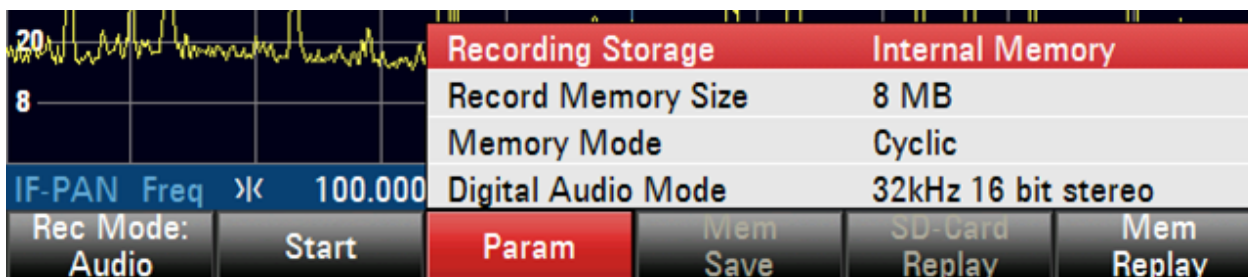 20
8
Recording Storage Internal Memory
Record Memory Size 8 MB
Memory Mode Cyclic
Digital Audio Mode 32kHz 16 bit stereo
IF-PAN Freq 100.000
Rec Mode:
Audio
Start
Param
Mem
Save
SD-Card
Replay
Mem
Replay